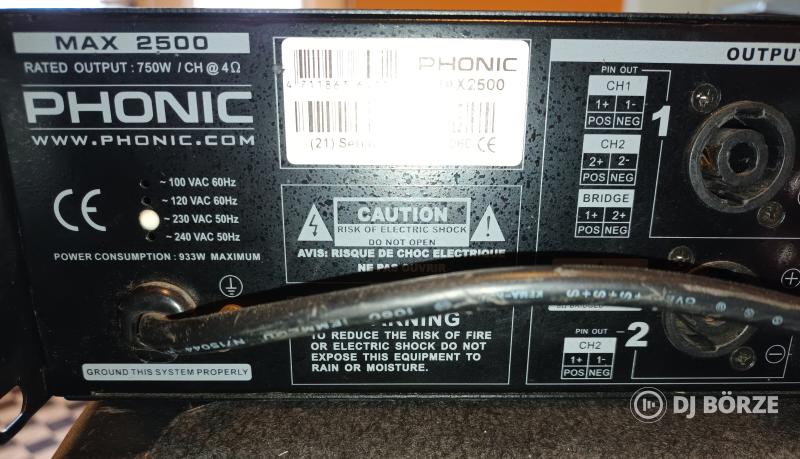 MAX 2500
RATED OUTPUT : 750W / CH @ 4Ω
PHONIC
WWW.PHONIC.COM
~ 100 VAC 60Hz
~ 120 VAC 60Hz
~ 230 VAC 50Hz
~ 240 VAC 50Hz
POWER CONSUMPTION : 933W MAXIMUM
GROUND THIS SYSTEM PROPERLY
PHONIC
X2500
(21)
CE
CAUTION
RISK OF ELECTRIC SHOCK
DO NOT OPEN
AVIS: RISQUE DE CHOC ELECTRIQUE
NE PAS OUVRIR
WARNING
TO REDUCE THE RISK OF FIRE
OR ELECTRIC SHOCK DO NOT
EXPOSE THIS EQUIPMENT TO
RAIN OR MOISTURE.
OUTPUT
PIN OUT
CH1
1+ 1-
POS NEG
1
CH2
2+ 2-
POS NEG
BRIDGE
1+ 2+
POS NEG
PIN OUT
2
CH2
1+ 1-
POS NEG
+
−
DJ BÖRZE